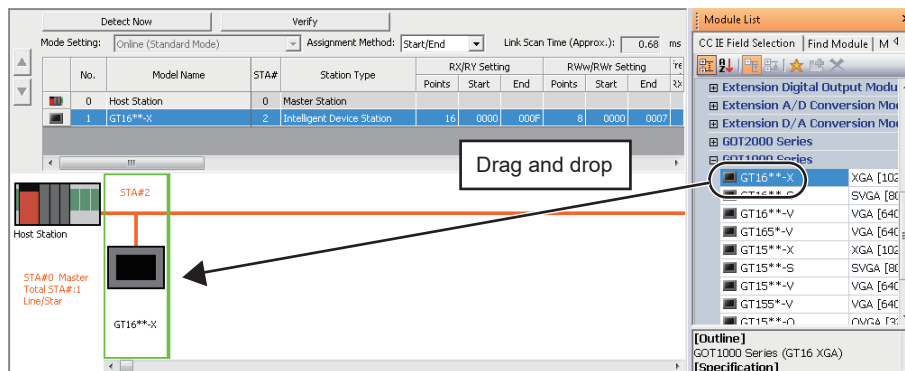 Detect Now
Verify
Mode Setting: Online (Standard Mode) Assignment Method: Start/End Link Scan Time (Approx.): 0.68 ms
No. Model Name STA# Station Type RX/RY Setting RWw/RWr Setting
Points Start End Points Start End
0 Host Station 0 Master Station
1 GT16**-X 2 Intelligent Device Station 16 0000 000F 8 0000 0007
Drag and drop
STA#2
Host Station
STA#0 Master
Total STA#:1
Line/Star
GT16**-X
Module List
CC IE Field Selection Find Module M
Extension Digital Output Modu
Extension A/D Conversion Mo
Extension D/A Conversion Mo
GOT2000 Series
GOT1000 Series
GT16**-X XGA [102
GT16**-S SVGA [80
GT16**-V VGA [640
GT165*-V VGA [640
GT15**-X XGA [102
GT15**-S SVGA [80
GT15**-V VGA [640
GT155*-V VGA [640
GT15**-Q QVGA [32
[Outline]
GOT1000 Series (GT16 XGA)
[Specification]